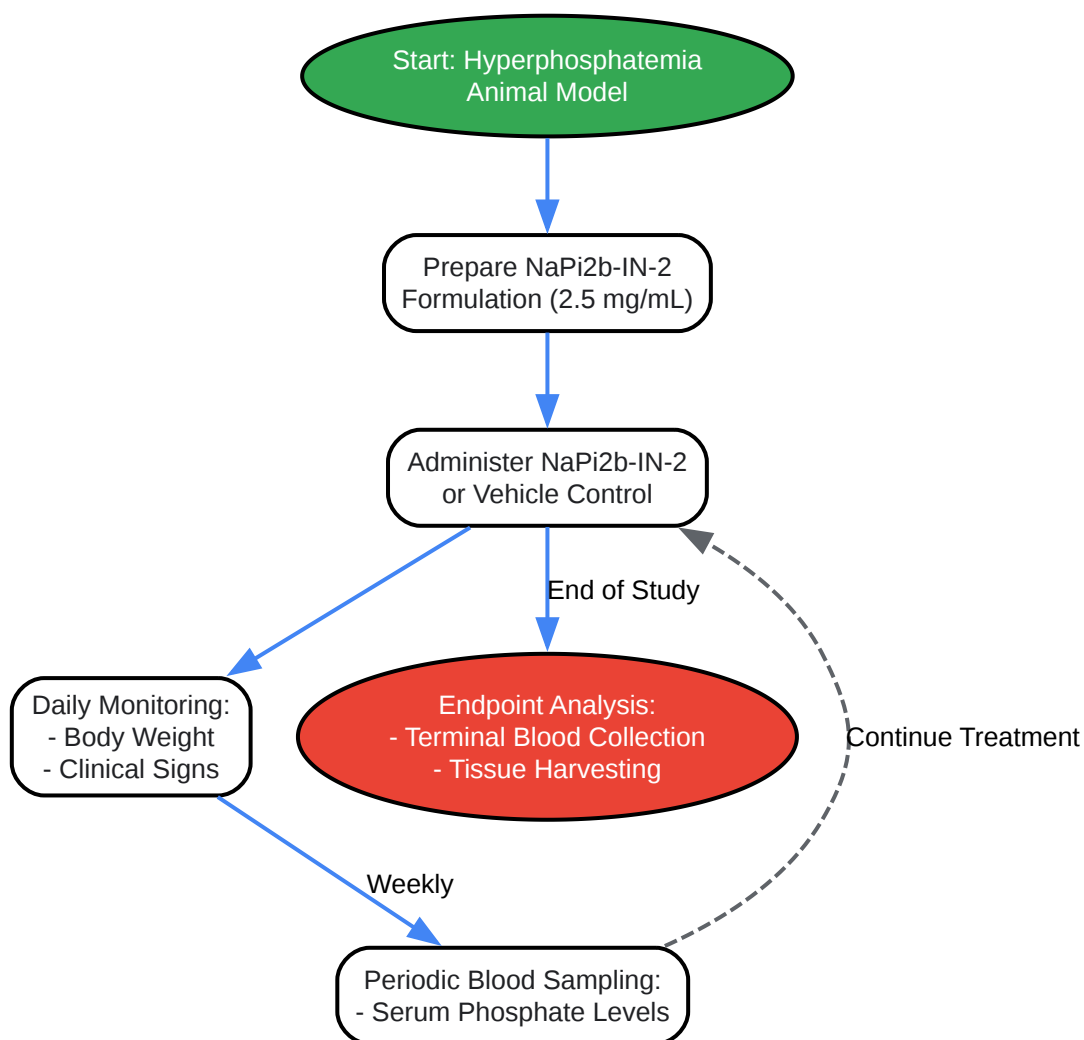 Start: Hyperphosphatemia
Animal Model
Prepare NaPi2b-IN-2
Formulation (2.5 mg/mL)
Administer NaPi2b-IN-2
or Vehicle Control
End of Study
Daily Monitoring:
- Body Weight
- Clinical Signs
Endpoint Analysis:
- Terminal Blood Collection
- Tissue Harvesting
Continue Treatment
Weekly
Periodic Blood Sampling:
- Serum Phosphate Levels